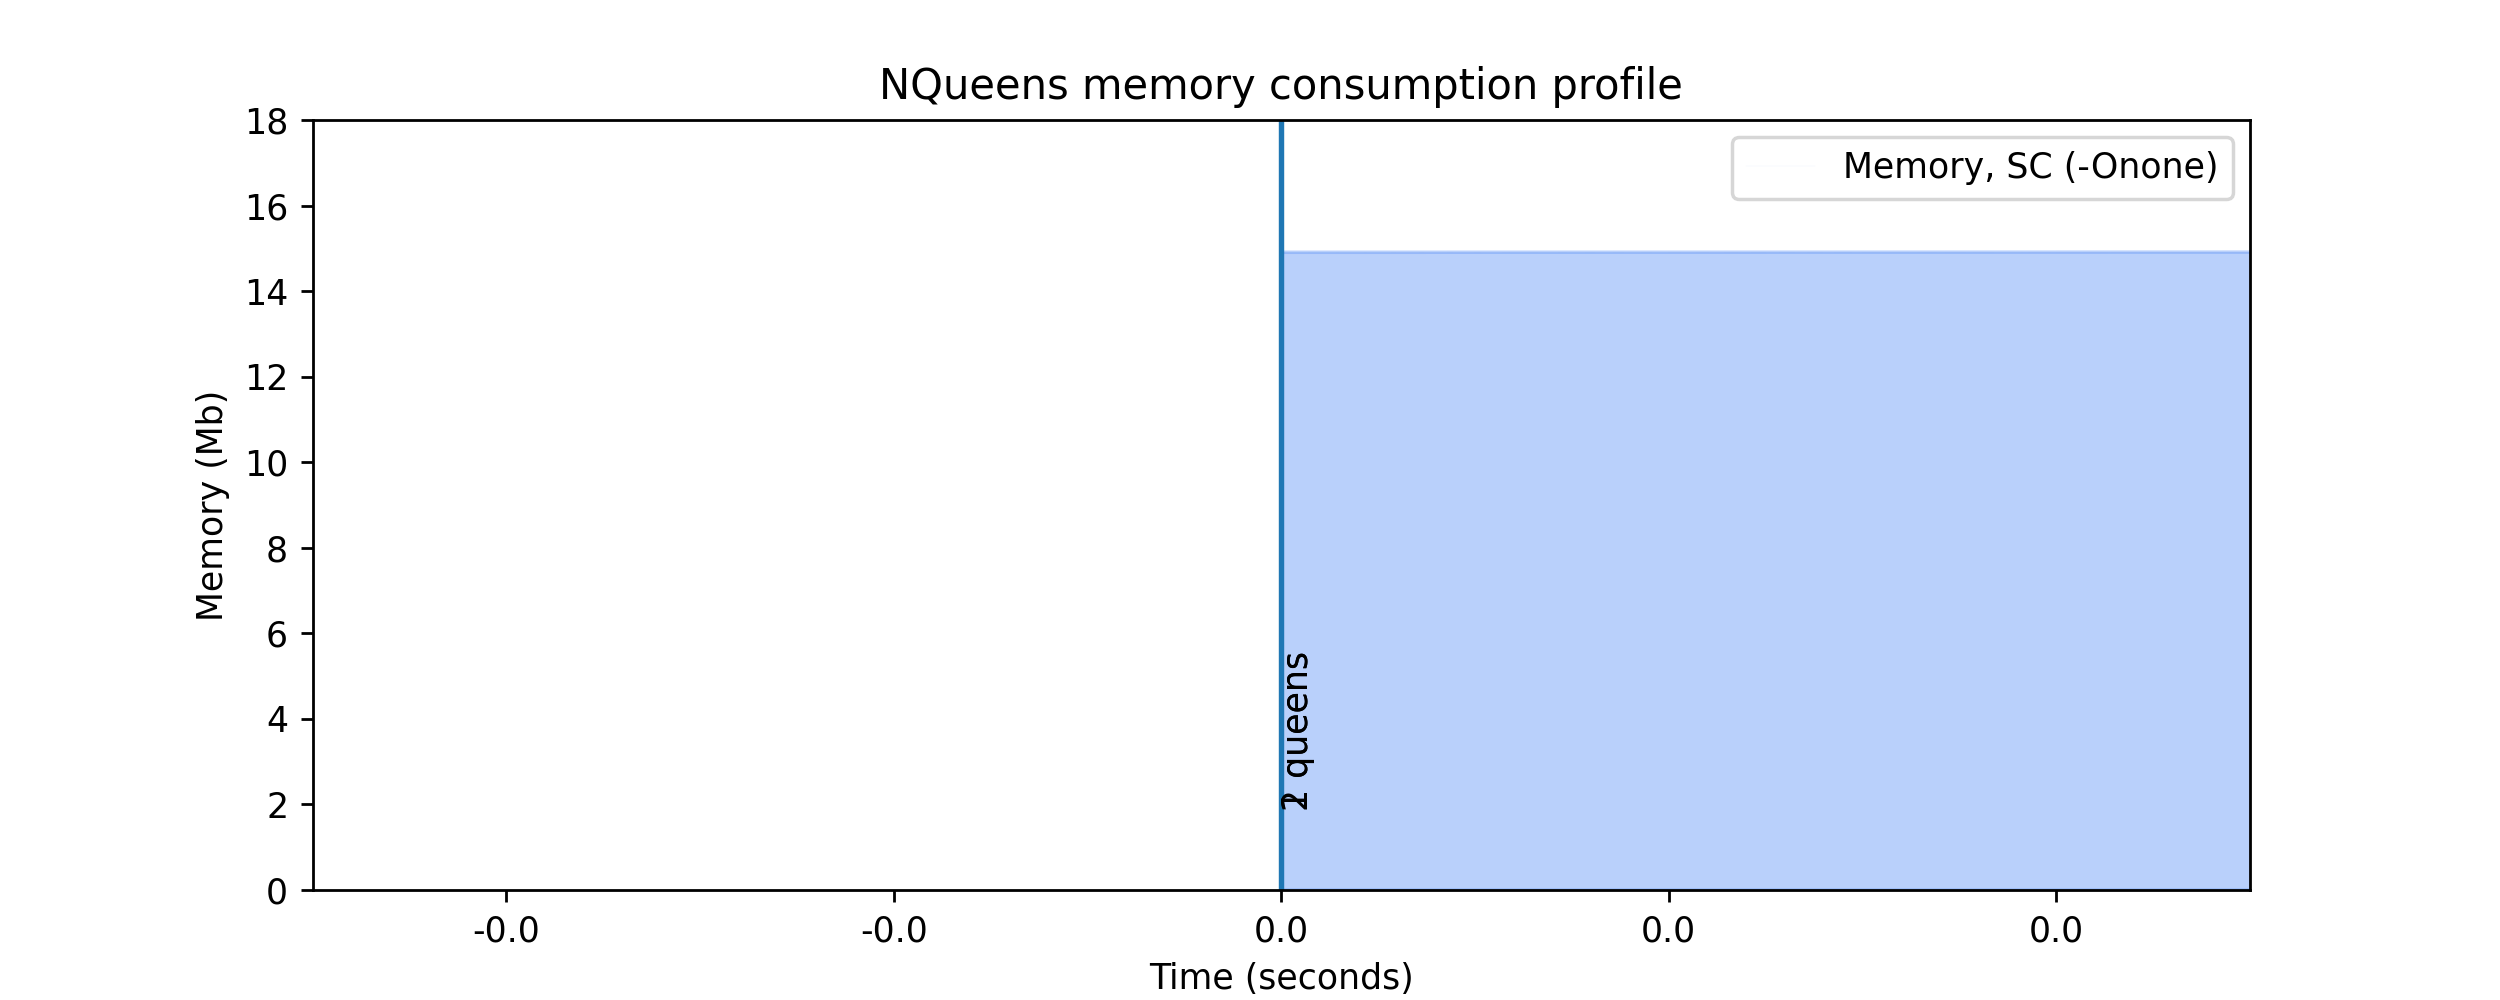 NQueens memory consumption profile
Memory, SC (-Onone)
18
16
14
12
10
8
6
4
2
0
Memory (Mb)
queens
-0.0 -0.0 0.0 0.0 0.0
Time (seconds)